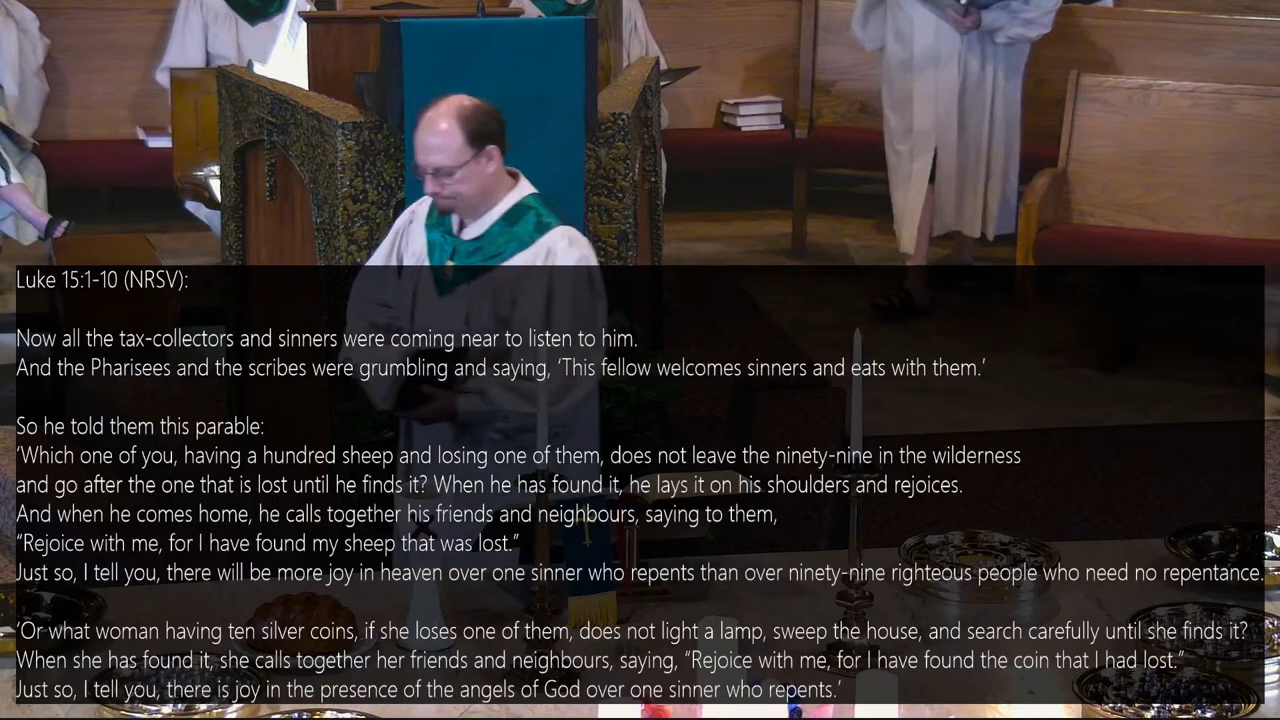 Luke 15:1-10 (NRSV):
Now all the tax-collectors and sinners were coming near to listen to him.
And the Pharisees and the scribes were grumbling and saying, ‘This fellow welcomes sinners and eats with them.’
So he told them this parable:
‘Which one of you, having a hundred sheep and losing one of them, does not leave the ninety-nine in the wilderness
and go after the one that is lost until he finds it? When he has found it, he lays it on his shoulders and rejoices.
And when he comes home, he calls together his friends and neighbours, saying to them,
“Rejoice with me, for I have found my sheep that was lost.”
Just so, I tell you, there will be more joy in heaven over one sinner who repents than over ninety-nine righteous people who need no repentance.
‘Or what woman having ten silver coins, if she loses one of them, does not light a lamp, sweep the house, and search carefully until she finds it?
When she has found it, she calls together her friends and neighbours, saying, “Rejoice with me, for I have found the coin that I had lost.”
Just so, I tell you, there is joy in the presence of the angels of God over one sinner who repents.’